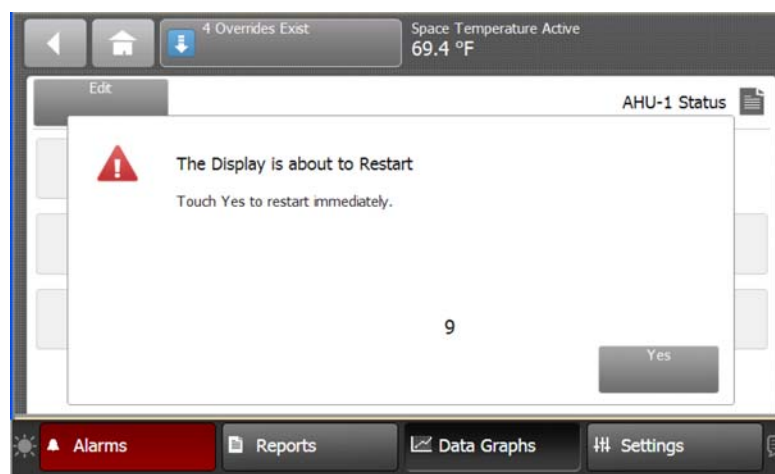 4 Overrides Exist
Space Temperature Active
69.4 °F
Edit
AHU-1 Status
The Display is about to Restart
Touch Yes to restart immediately.
9
Yes
Alarms
Reports
Data Graphs
Settings